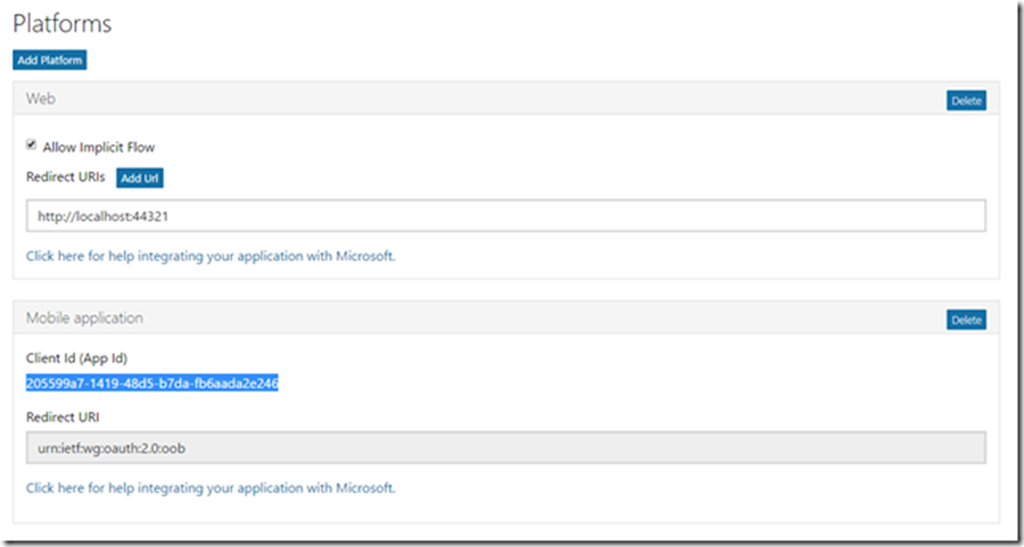 Platforms
Add Platform
Web
Delete
Allow Implicit Flow
Redirect URIs
Add Url
http://localhost:44321
Click here for help integrating your application with Microsoft.
Mobile application
Delete
Client Id (App Id)
205599a7-1419-48d5-b7da-fb6aada2e246
Redirect URI
urn:ietf:wg:oauth:2.0:oob
Click here for help integrating your application with Microsoft.